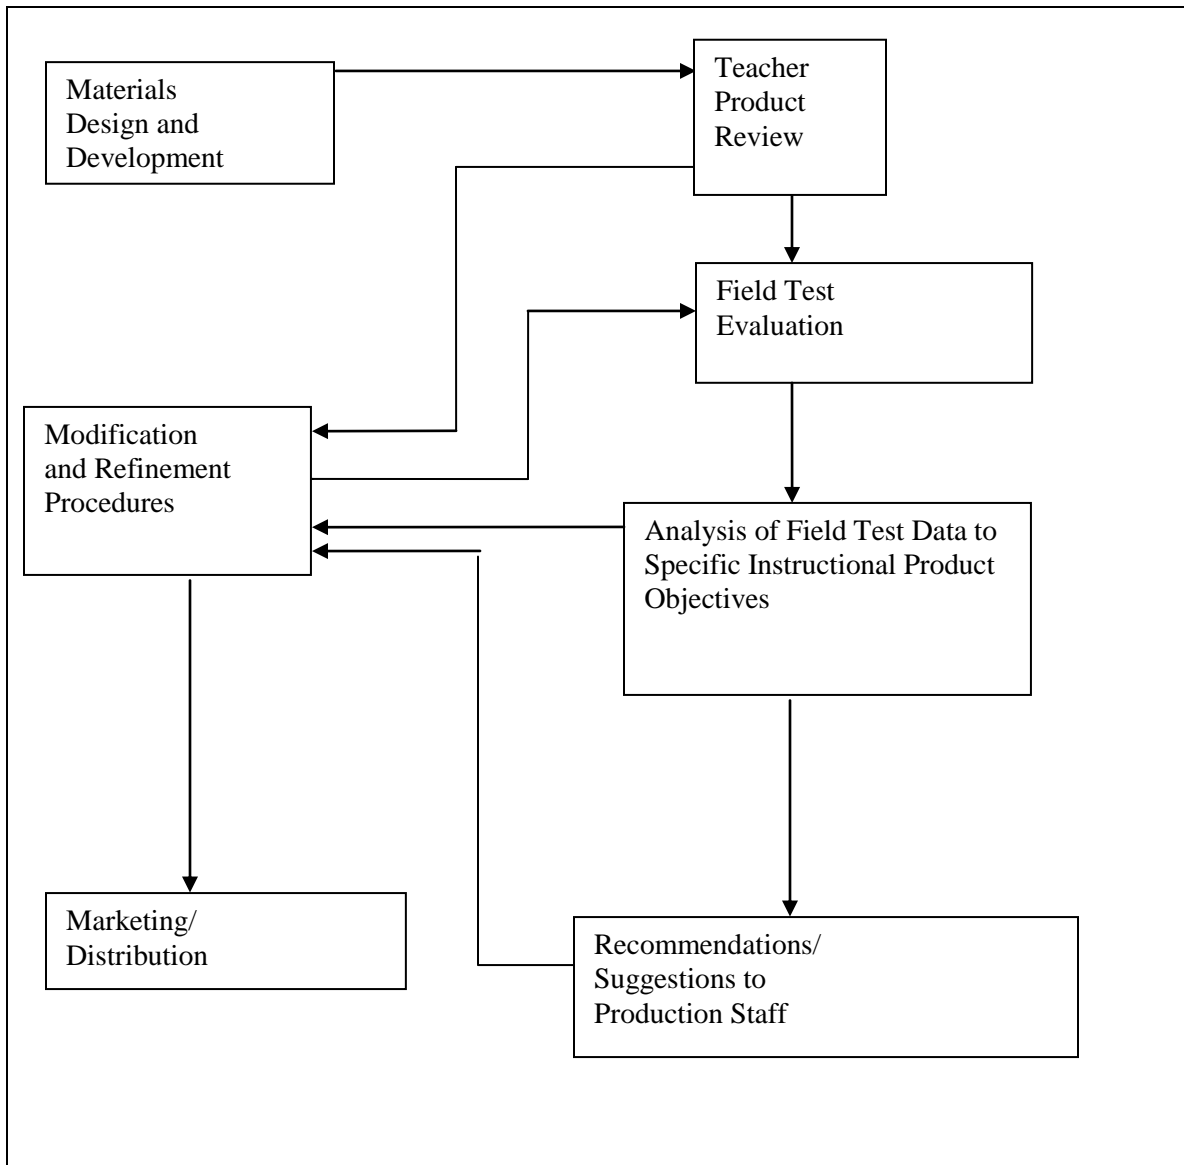 Materials
Design and
Development
Teacher
Product
Review
Field Test
Evaluation
Modification
and Refinement
Procedures
Analysis of Field Test Data to
Specific Instructional Product
Objectives
Marketing/
Distribution
Recommendations/
Suggestions to
Production Staff